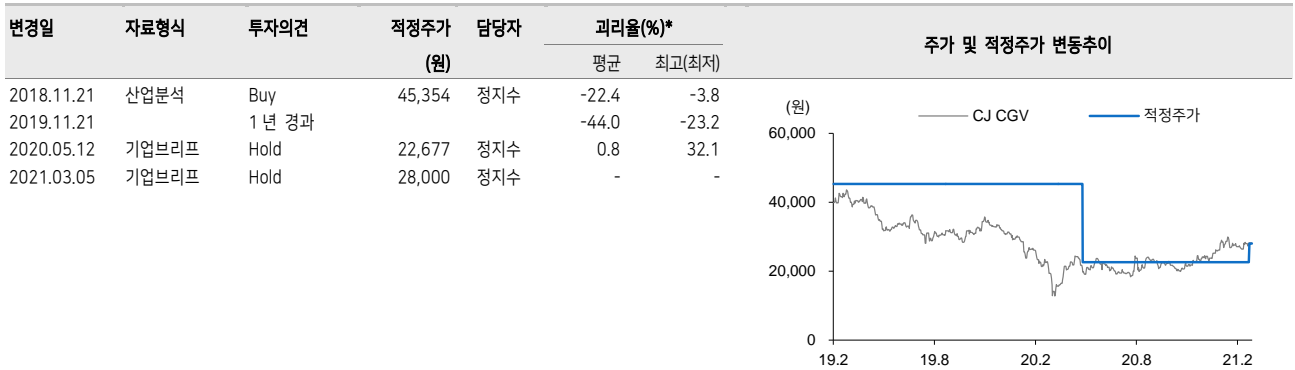 변경일 자료형식 투자의견 적정주가 담당자 괴리율(%)*
(원) 평균 최고(최저)
2018.11.21 산업분석 Buy 45,354 정지수 -22.4 -3.8
2019.11.21 1년 경과 -44.0 -23.2
2020.05.12 기업브리프 Hold 22,677 정지수 0.8 32.1
2021.03.05 기업브리프 Hold 28,000 정지수 - -
주가 및 적정주가 변동추이
(원)
CJ CGV 적정주가
60,000
40,000
20,000
0
19.2 19.8 20.2 20.8 21.2